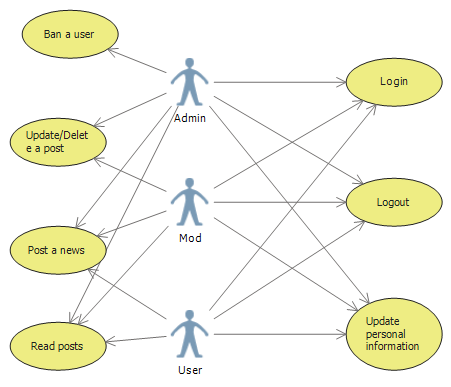 Ban a user
Login
Admin
Update/Delet
e a post
Mod
Logout
Post a news
Update
personal
information
Read posts
User